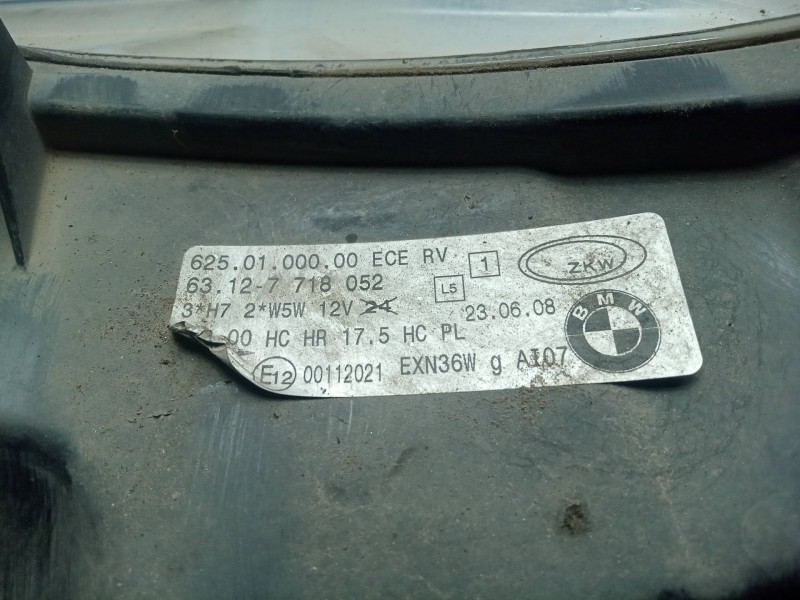 625.01.000.00 ECE RV 1
ZKW
63.12-7 718 052 L5
3*H7 2*W5W 12V 24 23.06.08
BMW
00 HC HR 17.5 HC PL
E12 00112021 EXN36W g AI07